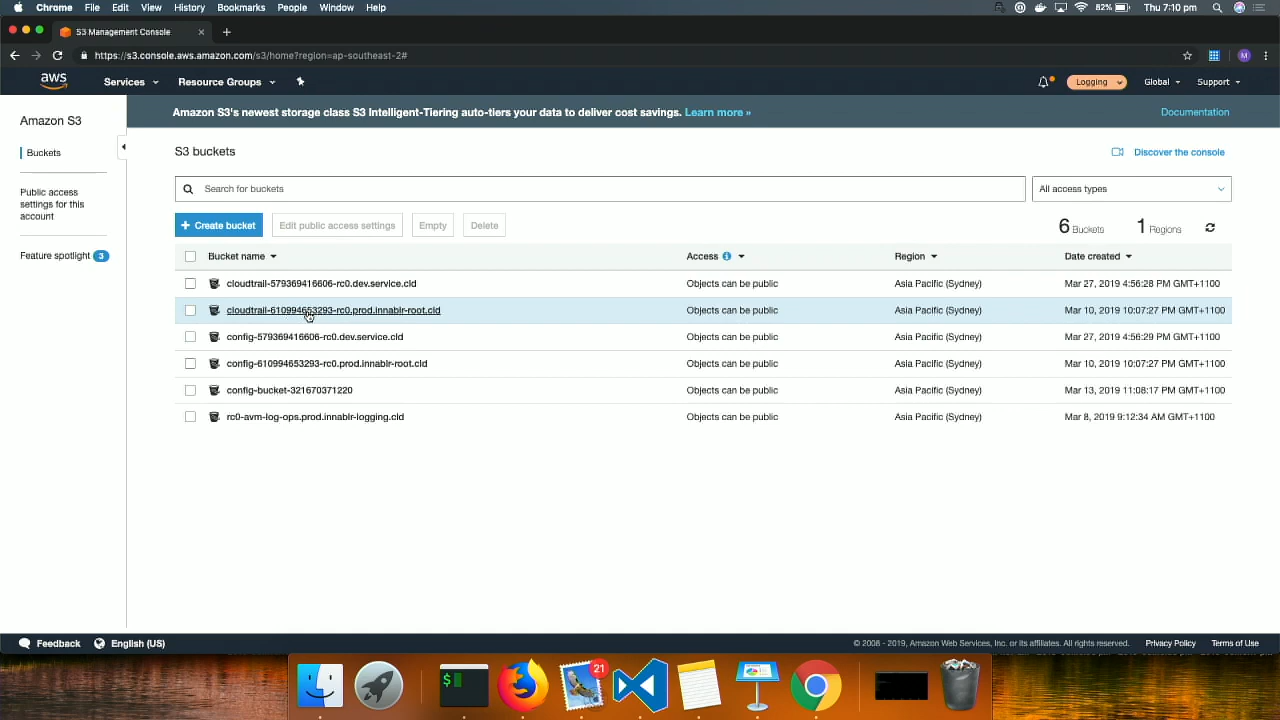 Chrome File Edit View History Bookmarks People Window Help 82% Thu 7:10 pm
S3 Management Console
https://s3.console.aws.amazon.com/s3/home?region=ap-southeast-2# M
aws Services Resource Groups Logging Global Support
Amazon S3's newest storage class S3 Intelligent-Tiering auto-tiers your data to deliver cost savings. Learn more » Documentation
Amazon S3
Buckets
Public access
settings for this
account
Feature spotlight 3
S3 buckets Discover the console
Search for buckets All access types
Create bucket Edit public access settings Empty Delete 6 Buckets 1 Regions
Bucket name Access Region Date created
cloudtrail-579369416606-rc0.dev.service.cld Objects can be public Asia Pacific (Sydney) Mar 27, 2019 4:56:28 PM GMT+1100
cloudtrail-610994653293-rc0.prod.innablr-root.cld Objects can be public Asia Pacific (Sydney) Mar 10, 2019 10:07:27 PM GMT+1100
config-579369416606-rc0.dev.service.cld Objects can be public Asia Pacific (Sydney) Mar 27, 2019 4:56:29 PM GMT+1100
config-610994653293-rc0.prod.innablr-root.cld Objects can be public Asia Pacific (Sydney) Mar 10, 2019 10:07:27 PM GMT+1100
config-bucket-321670371220 Objects can be public Asia Pacific (Sydney) Mar 13, 2019 11:08:17 PM GMT+1100
rc0-avm-log-ops.prod.innablr-logging.cld Objects can be public Asia Pacific (Sydney) Mar 8, 2019 9:12:34 AM GMT+1100
Feedback English (US) © 2008 - 2019, Amazon Web Services, Inc. or its affiliates. All rights reserved. Privacy Policy Terms of Use
$ 21